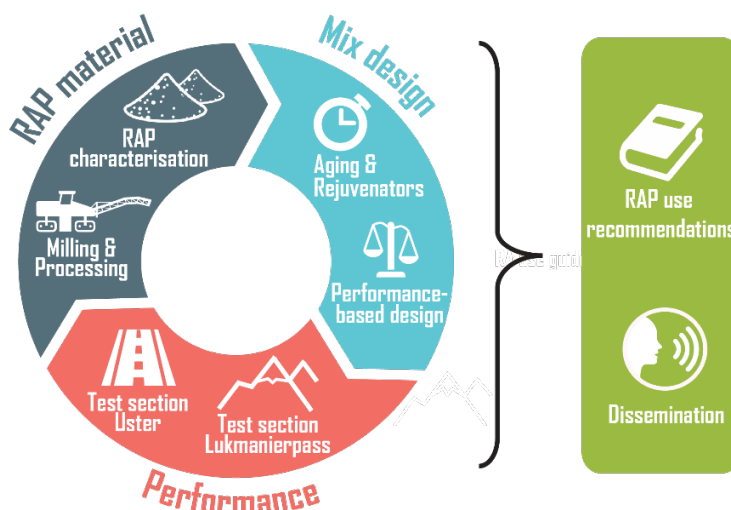 RAP material
Mix design
RAP
characterisation
Milling &
Processing
Aging &
Rejuvenators
Performance-
based design
Test section
Uster
Test section
Lukmanierpass
Performance
RAP use
recommendations
Dissemination